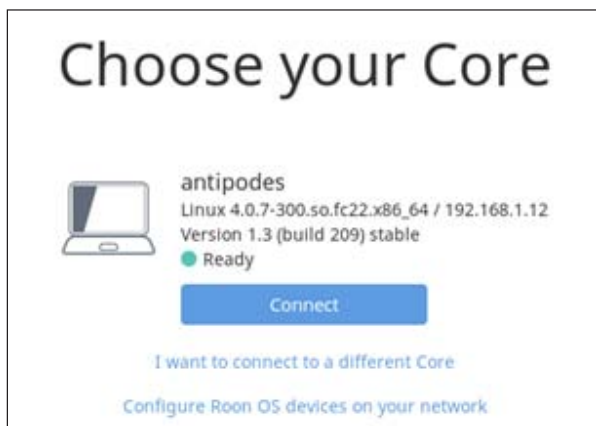 Choose your Core
antipodes
Linux 4.0.7-300.so.fc22.x86_64 / 192.168.1.12
Version 1.3 (build 209) stable
Ready
Connect
I want to connect to a different Core
Configure Roon OS devices on your network